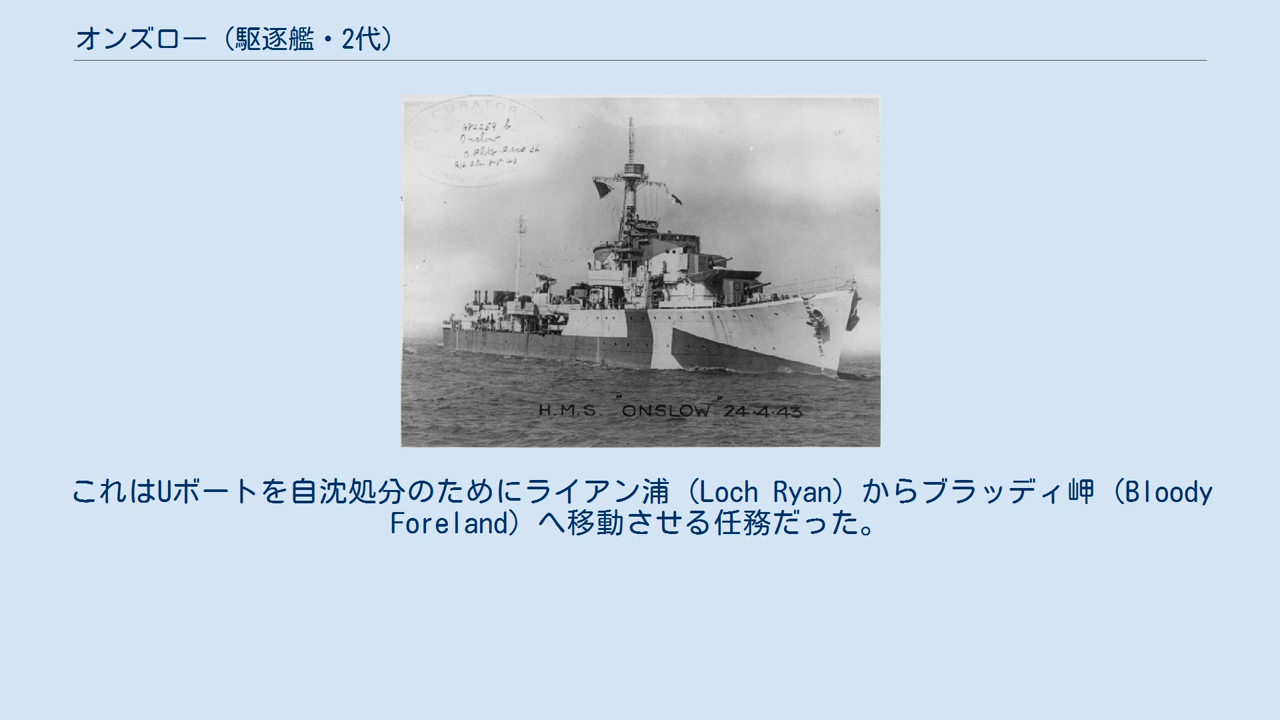 オンズロー（駆逐艦・2代）
CURATOR
Onslow
H.M.S. "ONSLOW" 24·4·43
これはUボートを自沈処分のためにライアン浦（Loch Ryan）からブラッディ岬（Bloody
Foreland）へ移動させる任務だった。